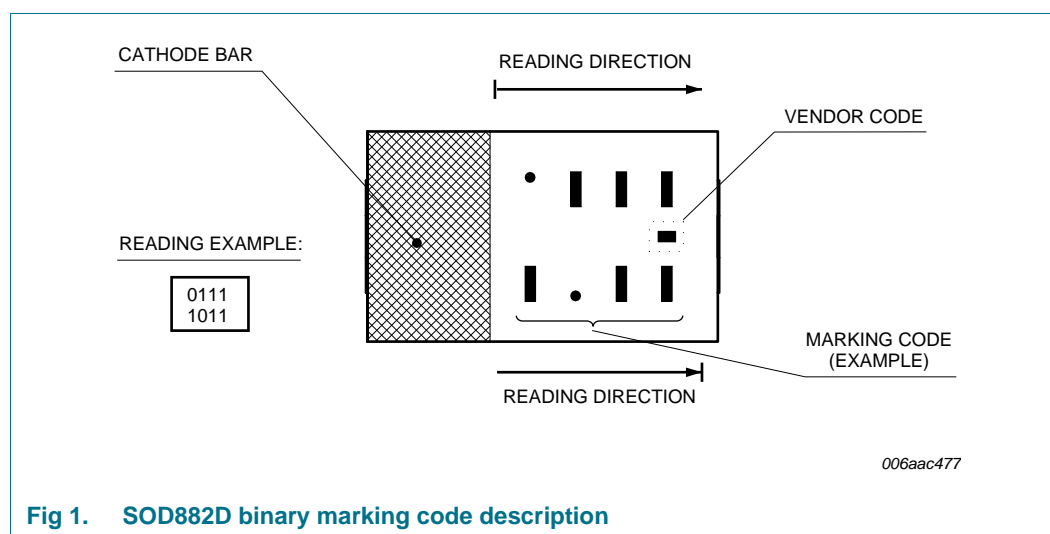 CATHODE BAR
READING DIRECTION
VENDOR CODE
READING EXAMPLE:
0111
1011
MARKING CODE
(EXAMPLE)
READING DIRECTION
006aac477
Fig 1. SOD882D binary marking code description